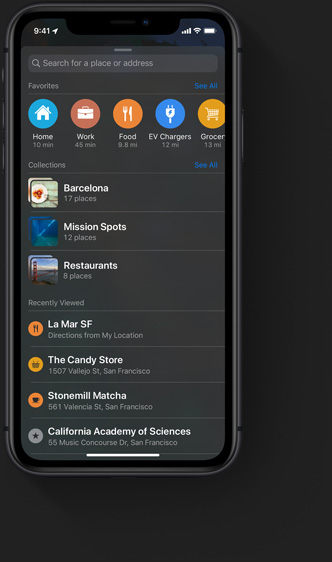 9:41
Search for a place or address
Favorites See All
Home Work Food EV Chargers Grocer
10 min 45 min 9.8 mi 12 mi 13 mi
Collections See All
Barcelona
17 places
Mission Spots
12 places
Restaurants
8 places
Recently Viewed
La Mar SF
Directions from My Location
The Candy Store
1507 Vallejo St, San Francisco
Stonemill Matcha
561 Valencia St, San Francisco
California Academy of Sciences
55 Music Concourse Dr, San Francisco